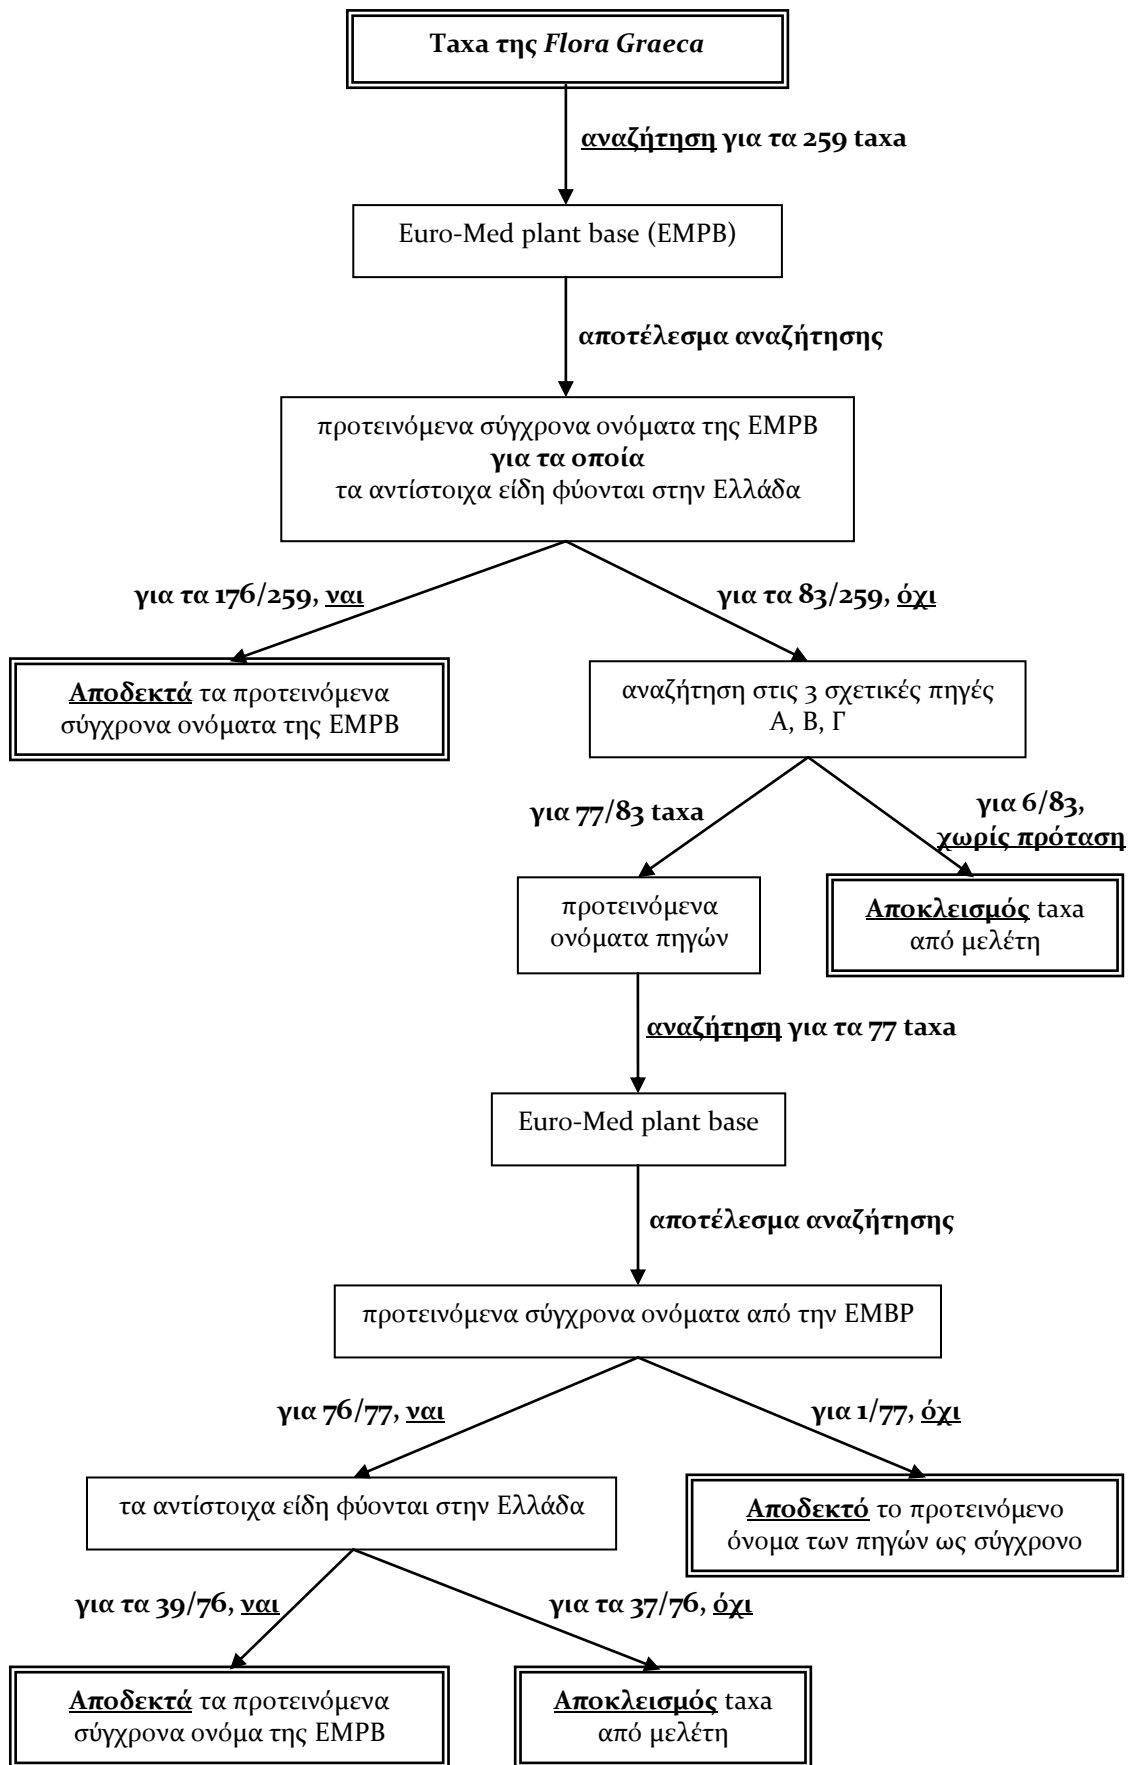 Taxa της Flora Graeca
αναζήτηση για τα 259 taxa
Euro-Med plant base (EMPB)
αποτέλεσμα αναζήτησης
προτεινόμενα σύγχρονα ονόματα της EMPB
για τα οποία
τα αντίστοιχα είδη φύονται στην Ελλάδα
για τα 176/259, ναι
για τα 83/259, όχι
Αποδεκτά τα προτεινόμενα
σύγχρονα ονόματα της EMPB
αναζήτηση στις 3 σχετικές πηγές
Α, Β, Γ
για 77/83 taxa
για 6/83,
χωρίς πρόταση
προτεινόμενα
ονόματα πηγών
Αποκλεισμός taxa
από μελέτη
αναζήτηση για τα 77 taxa
Euro-Med plant base
αποτέλεσμα αναζήτησης
προτεινόμενα σύγχρονα ονόματα από την EMBP
για 76/77, ναι
για 1/77, όχι
τα αντίστοιχα είδη φύονται στην Ελλάδα
Αποδεκτό το προτεινόμενο
όνομα των πηγών ως σύγχρονο
για τα 39/76, ναι
για τα 37/76, όχι
Αποδεκτά τα προτεινόμενα
σύγχρονα ονόμα της EMPB
Αποκλεισμός taxa
από μελέτη